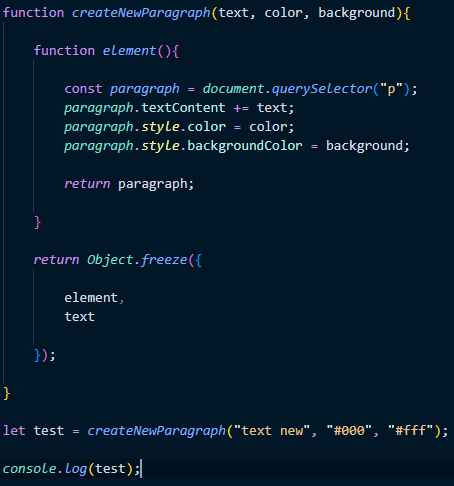 function createNewParagraph(text, color, background){
function element(){
const paragraph = document.querySelector("p");
paragraph.textContent += text;
paragraph.style.color = color;
paragraph.style.backgroundColor = background;
return paragraph;
}
return Object.freeze({
element,
text
});
}
let test = createNewParagraph("text new", "#000", "#fff");
console.log(test);